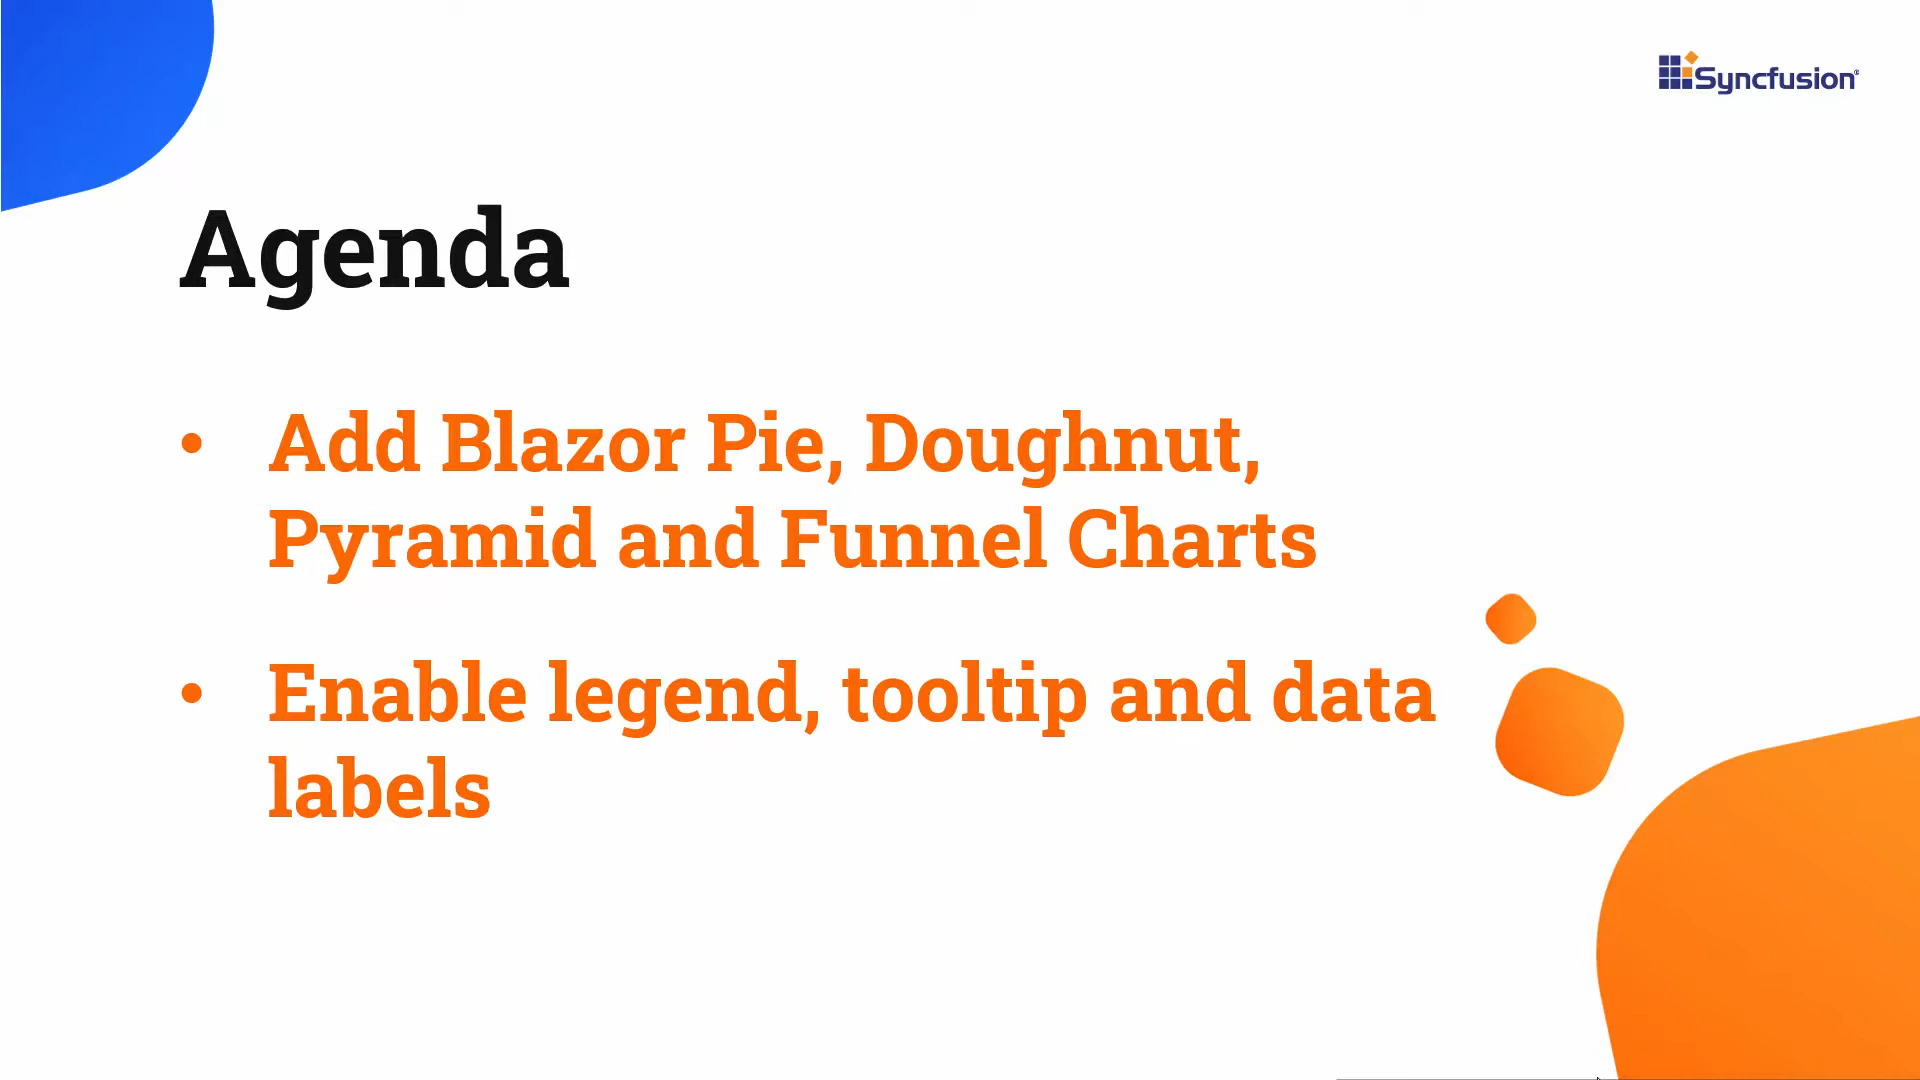 Syncfusion®
Agenda
• Add Blazor Pie, Doughnut,
Pyramid and Funnel Charts
• Enable legend, tooltip and data
labels